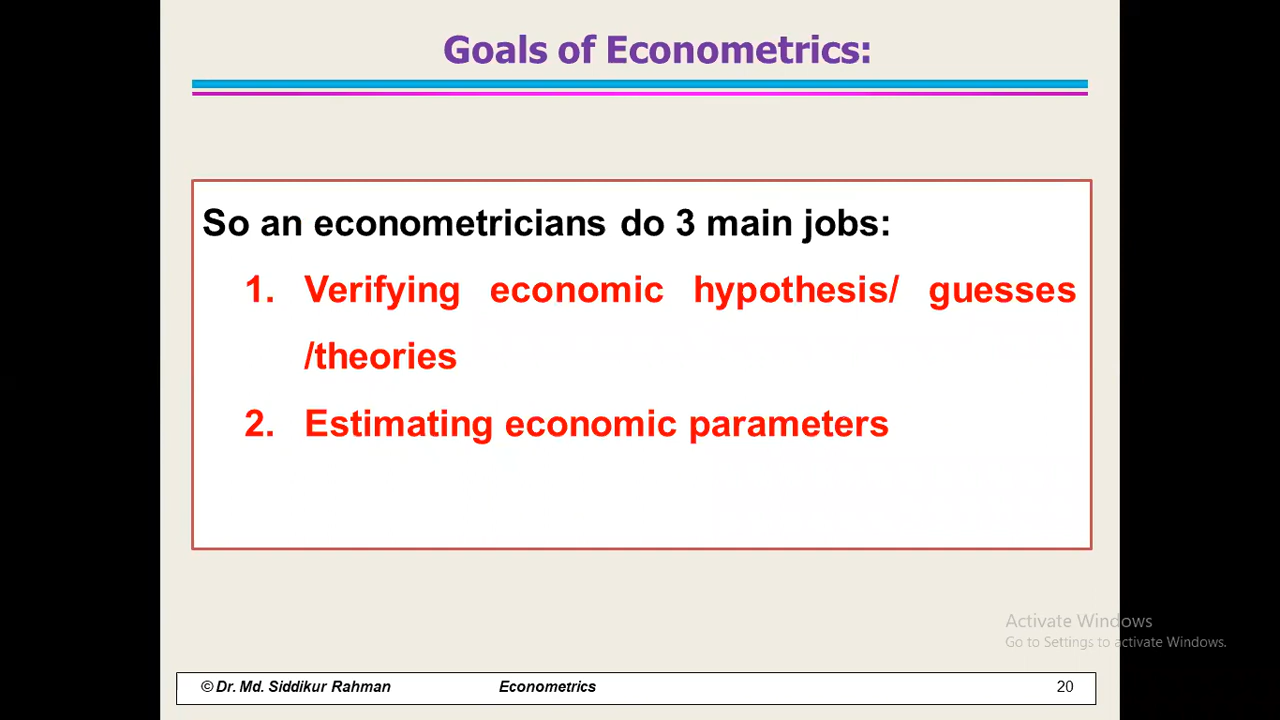 Goals of Econometrics:
So an econometricians do 3 main jobs:
1. Verifying economic hypothesis/ guesses
/theories
2. Estimating economic parameters
Activate Windows
Go to Settings to activate Windows.
© Dr. Md. Siddikur Rahman Econometrics 20